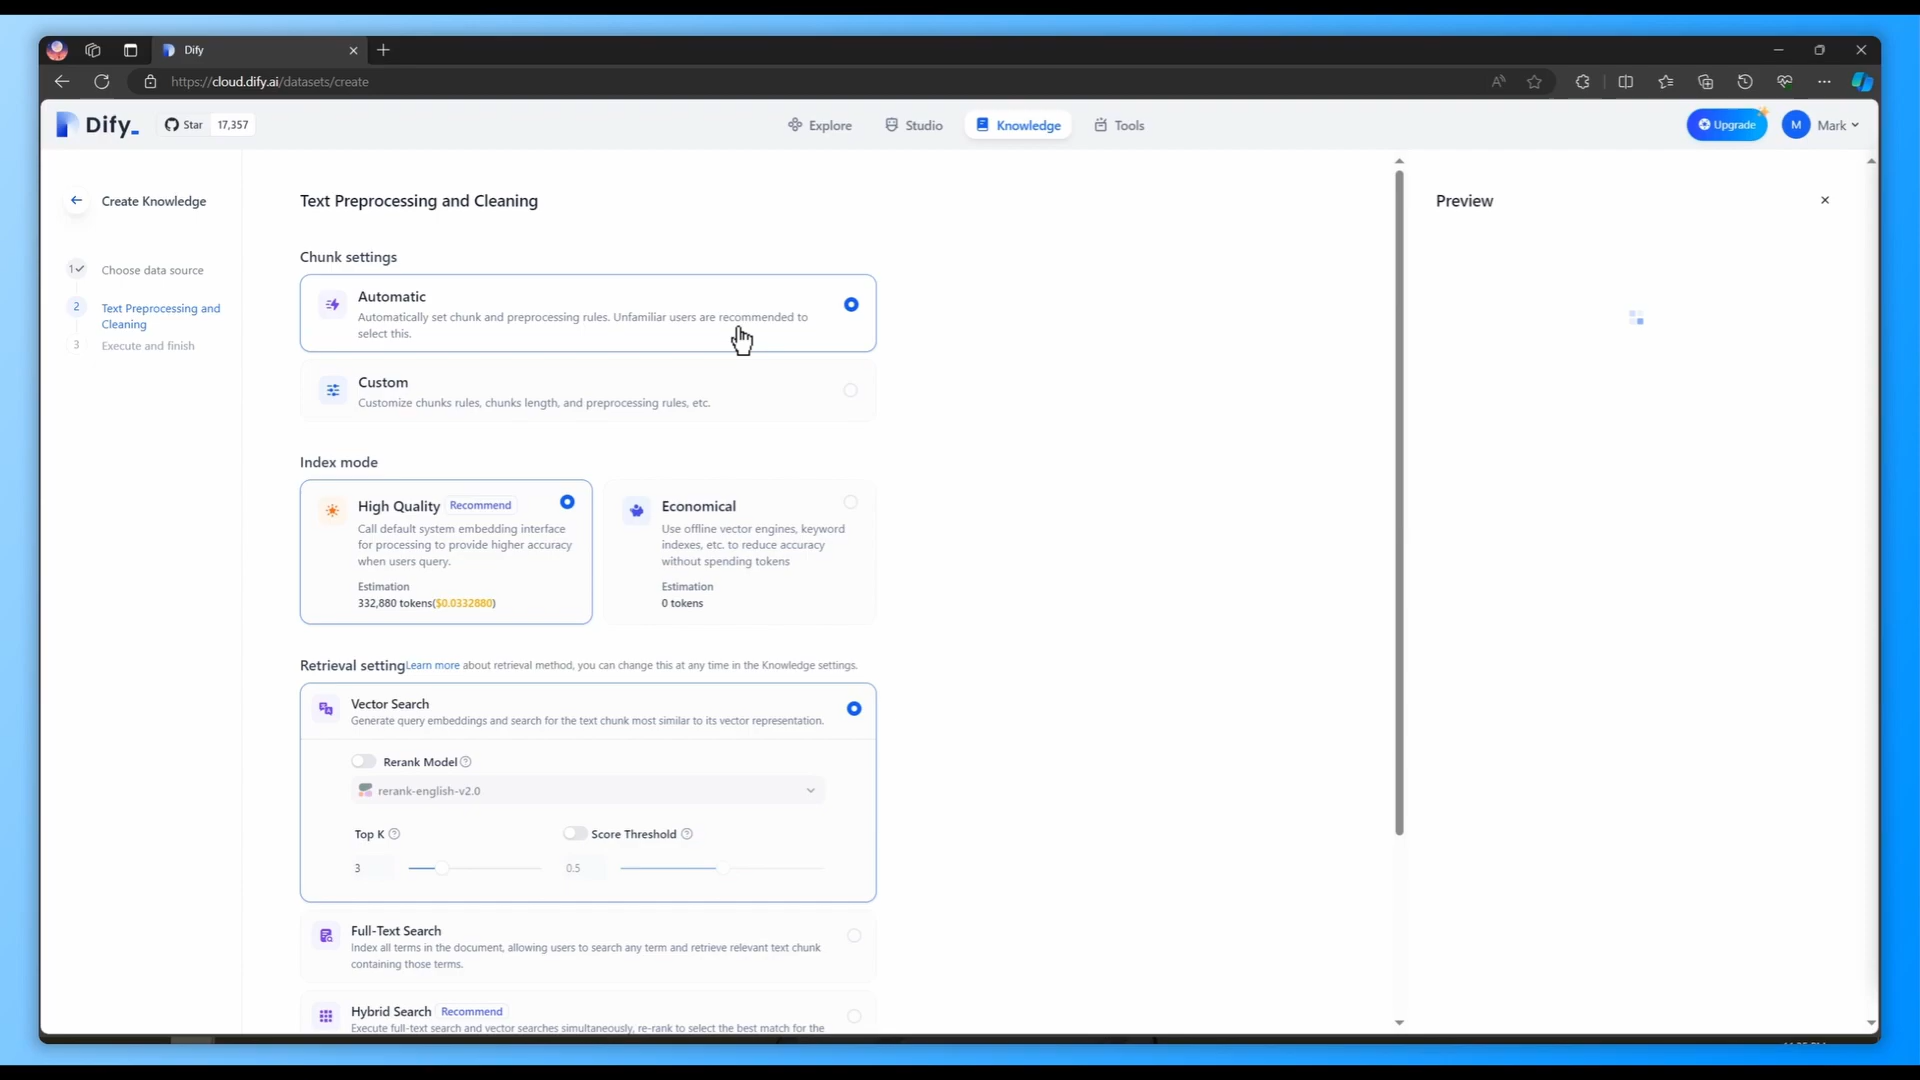 Dify
https://cloud.dify.ai/datasets/create
Dify_
Star 17,357
Explore
Studio
Knowledge
Tools
Upgrade
M
Mark
Create Knowledge
1 Choose data source
2 Text Preprocessing and
Cleaning
3 Execute and finish
Text Preprocessing and Cleaning
Chunk settings
Automatic
Automatically set chunk and preprocessing rules. Unfamiliar users are recommended to
select this.
Custom
Customize chunks rules, chunks length, and preprocessing rules, etc.
Index mode
High Quality Recommend
Call default system embedding interface
for processing to provide higher accuracy
when users query.
Estimation
332,880 tokens($0.0332880)
Economical
Use offline vector engines, keyword
indexes, etc. to reduce accuracy
without spending tokens
Estimation
0 tokens
Retrieval setting Learn more about retrieval method, you can change this at any time in the Knowledge settings.
Vector Search
Generate query embeddings and search for the text chunk most similar to its vector representation.
Rerank Model
rerank-english-v2.0
Top K
3
Score Threshold
0.5
Full-Text Search
Index all terms in the document, allowing users to search any term and retrieve relevant text chunk
containing those terms.
Hybrid Search Recommend
Execute full-text search and vector searches simultaneously, re-rank to select the best match for the
Preview